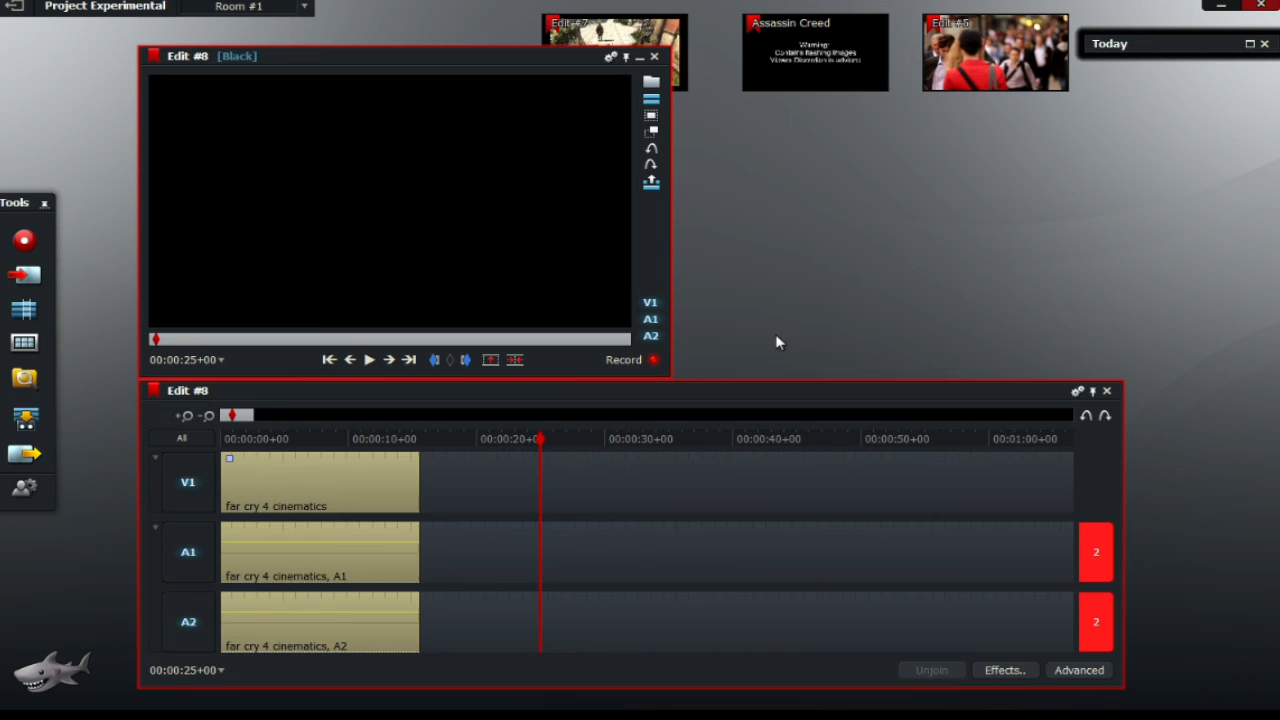 Project Experimental
Room #1
Edit #7
Assassin Creed
Warning:
Contains flashing images
Viewer Discretion is advised
Edit #5
Today
Edit #8 [Black]
Tools
V1
A1
A2
00:00:25+00
Record
Edit #8
All
00:00:00+00
00:00:10+00
00:00:20+0
00:00:30+00
00:00:40+00
00:00:50+00
00:01:00+00
V1
far cry 4 cinematics
A1
far cry 4 cinematics, A1
2
A2
far cry 4 cinematics, A2
2
00:00:25+00
Unjoin
Effects..
Advanced